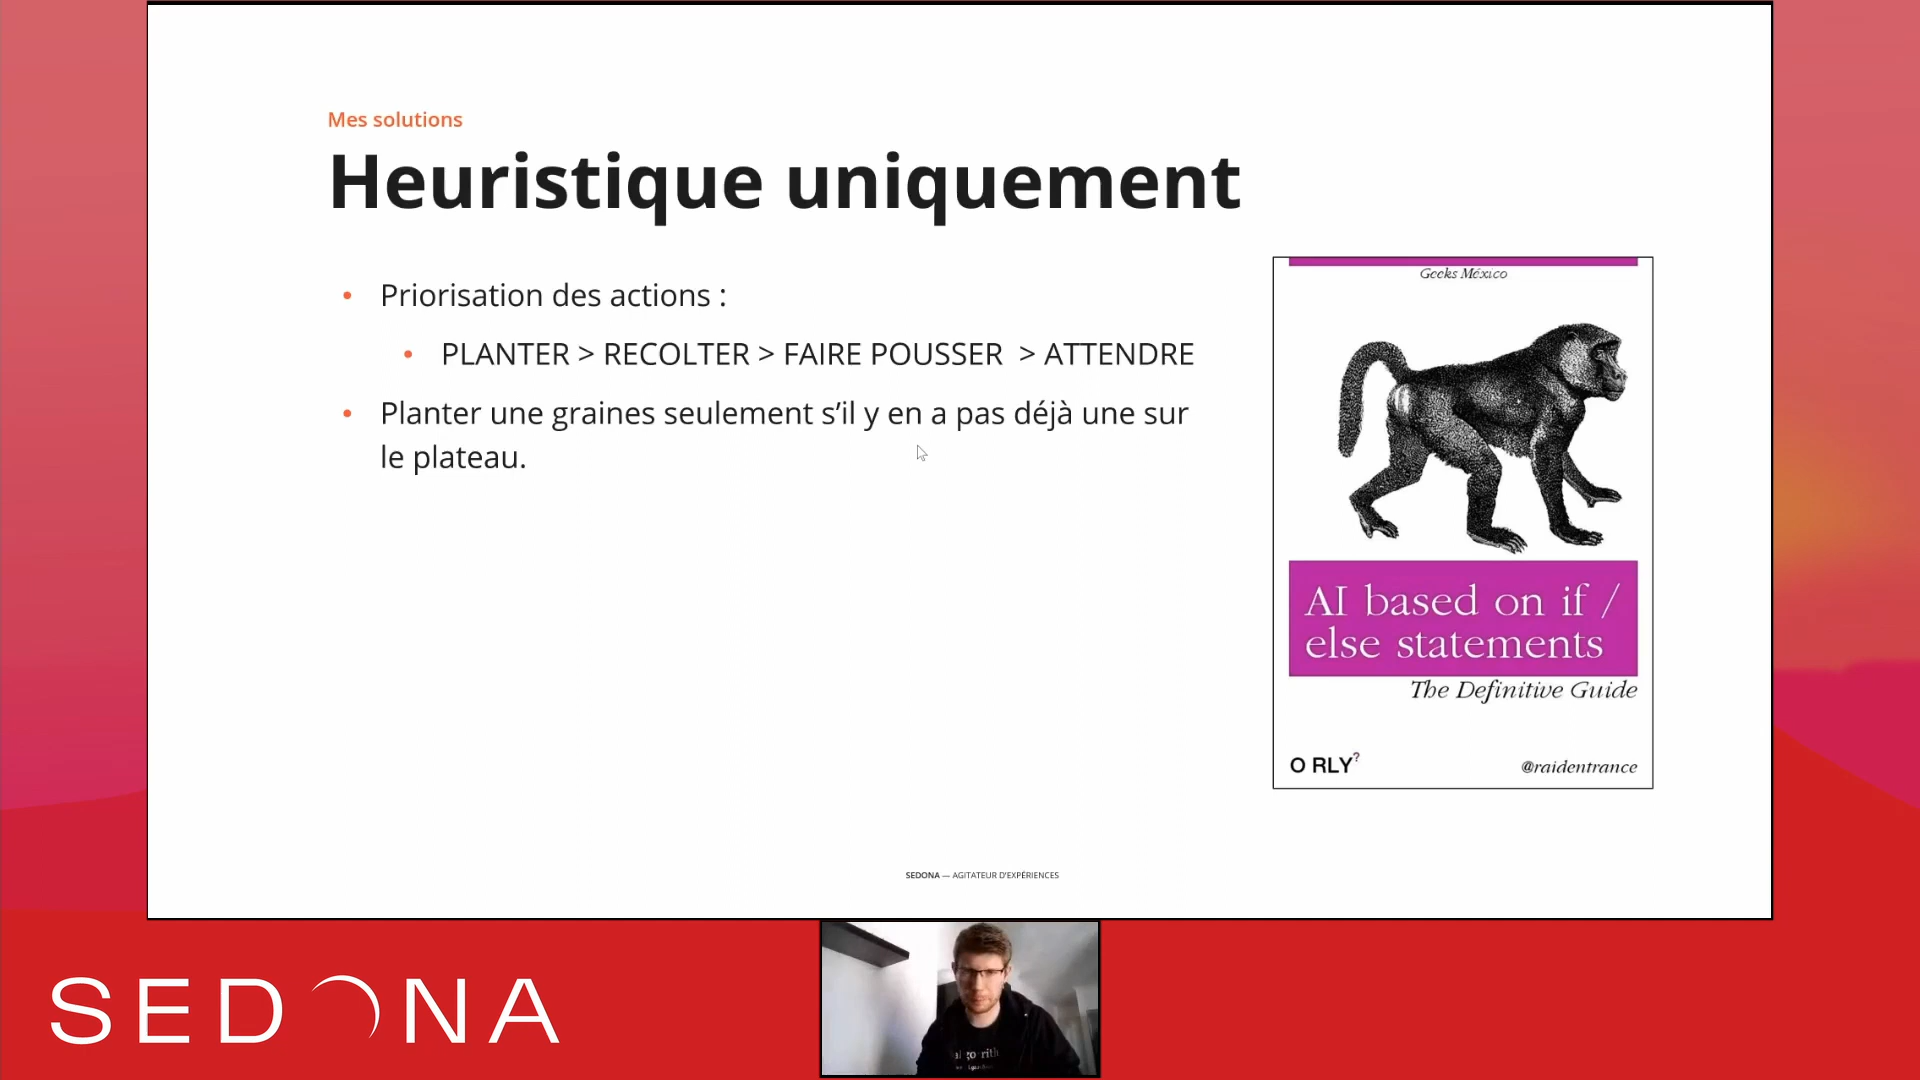 Mes solutions
Heuristique uniquement
Priorisation des actions :
PLANTER > RECOLTER > FAIRE POUSSER > ATTENDRE
Planter une graines seulement s’il y en a pas déjà une sur
le plateau.
Geeks México
AI based on if /
else statements
The Definitive Guide
O RLY?
@raidentrance
SEDONA — AGITATEUR D'EXPÉRIENCES
SEDONA
algorithm